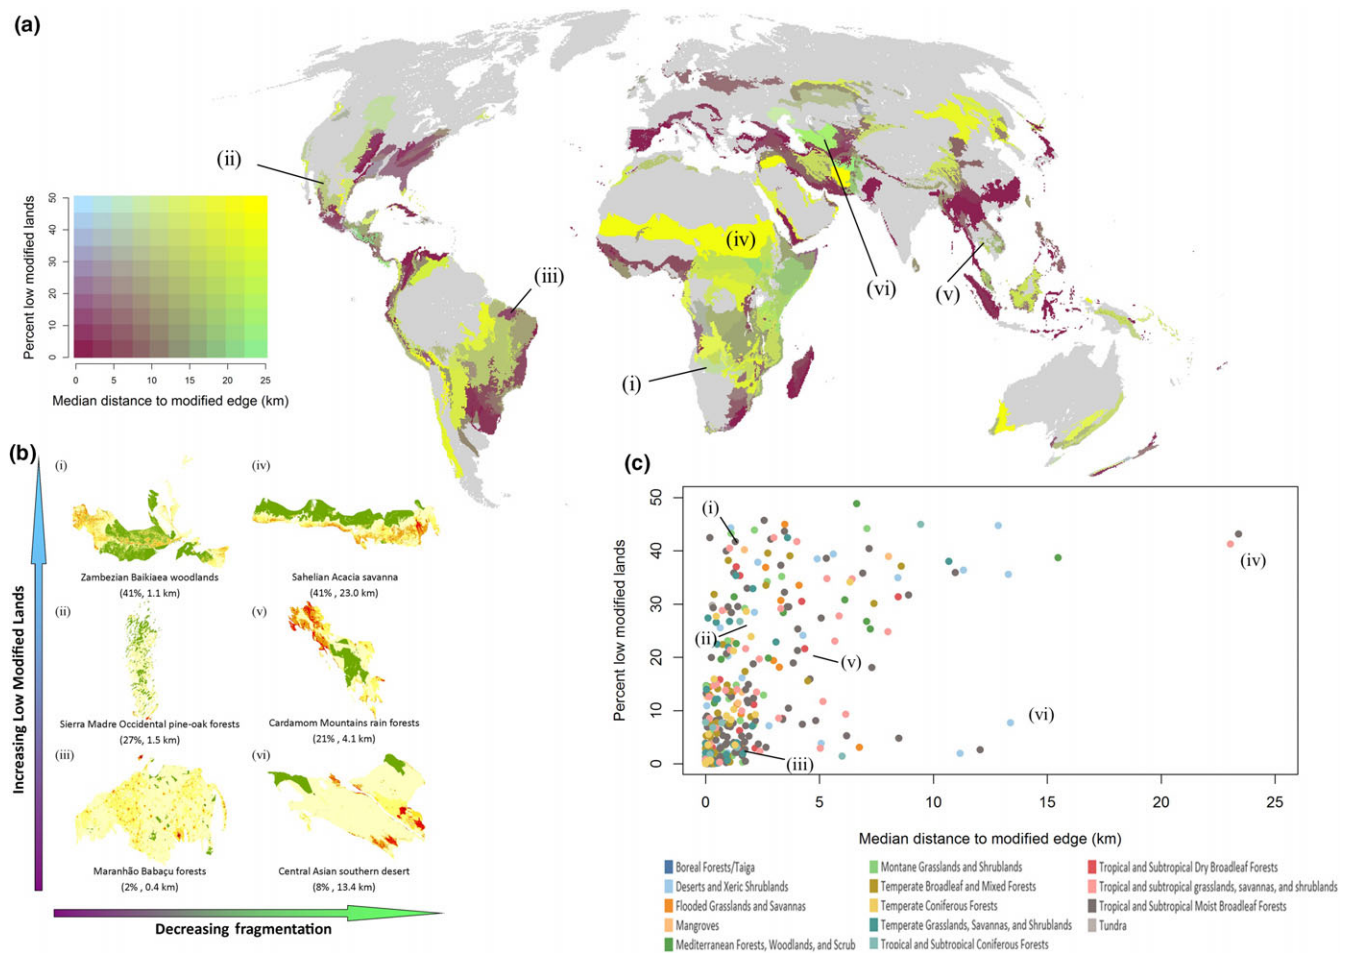 (a)
(ii)
(iii)
(iv)
(vi)
(v)
(i)
Percent low modified lands
50
40
30
20
10
0
0 5 10 15 20 25
Median distance to modified edge (km)
(b)
Increasing Low Modified Lands
(i)
Zambezian Baikiaea woodlands
(41%, 1.1 km)
(iv)
Sahelian Acacia savanna
(41% , 23.0 km)
(ii)
Sierra Madre Occidental pine-oak forests
(27%, 1.5 km)
(v)
Cardamom Mountains rain forests
(21% , 4.1 km)
(iii)
Maranhão Babaçu forests
(2% , 0.4 km)
(vi)
Central Asian southern desert
(8% , 13.4 km)
Decreasing fragmentation
(c)
Percent low modified lands
50
40
30
20
10
0
(i)
(ii)
(iii)
(iv)
(v)
(vi)
0 5 10 15 20 25
Median distance to modified edge (km)
Boreal Forests/Taiga
Deserts and Xeric Shrublands
Flooded Grasslands and Savannas
Mangroves
Mediterranean Forests, Woodlands, and Scrub
Montane Grasslands and Shrublands
Temperate Broadleaf and Mixed Forests
Temperate Coniferous Forests
Temperate Grasslands, Savannas, and Shrublands
Tropical and Subtropical Coniferous Forests
Tropical and Subtropical Dry Broadleaf Forests
Tropical and subtropical grasslands, savannas, and shrublands
Tropical and Subtropical Moist Broadleaf Forests
Tundra